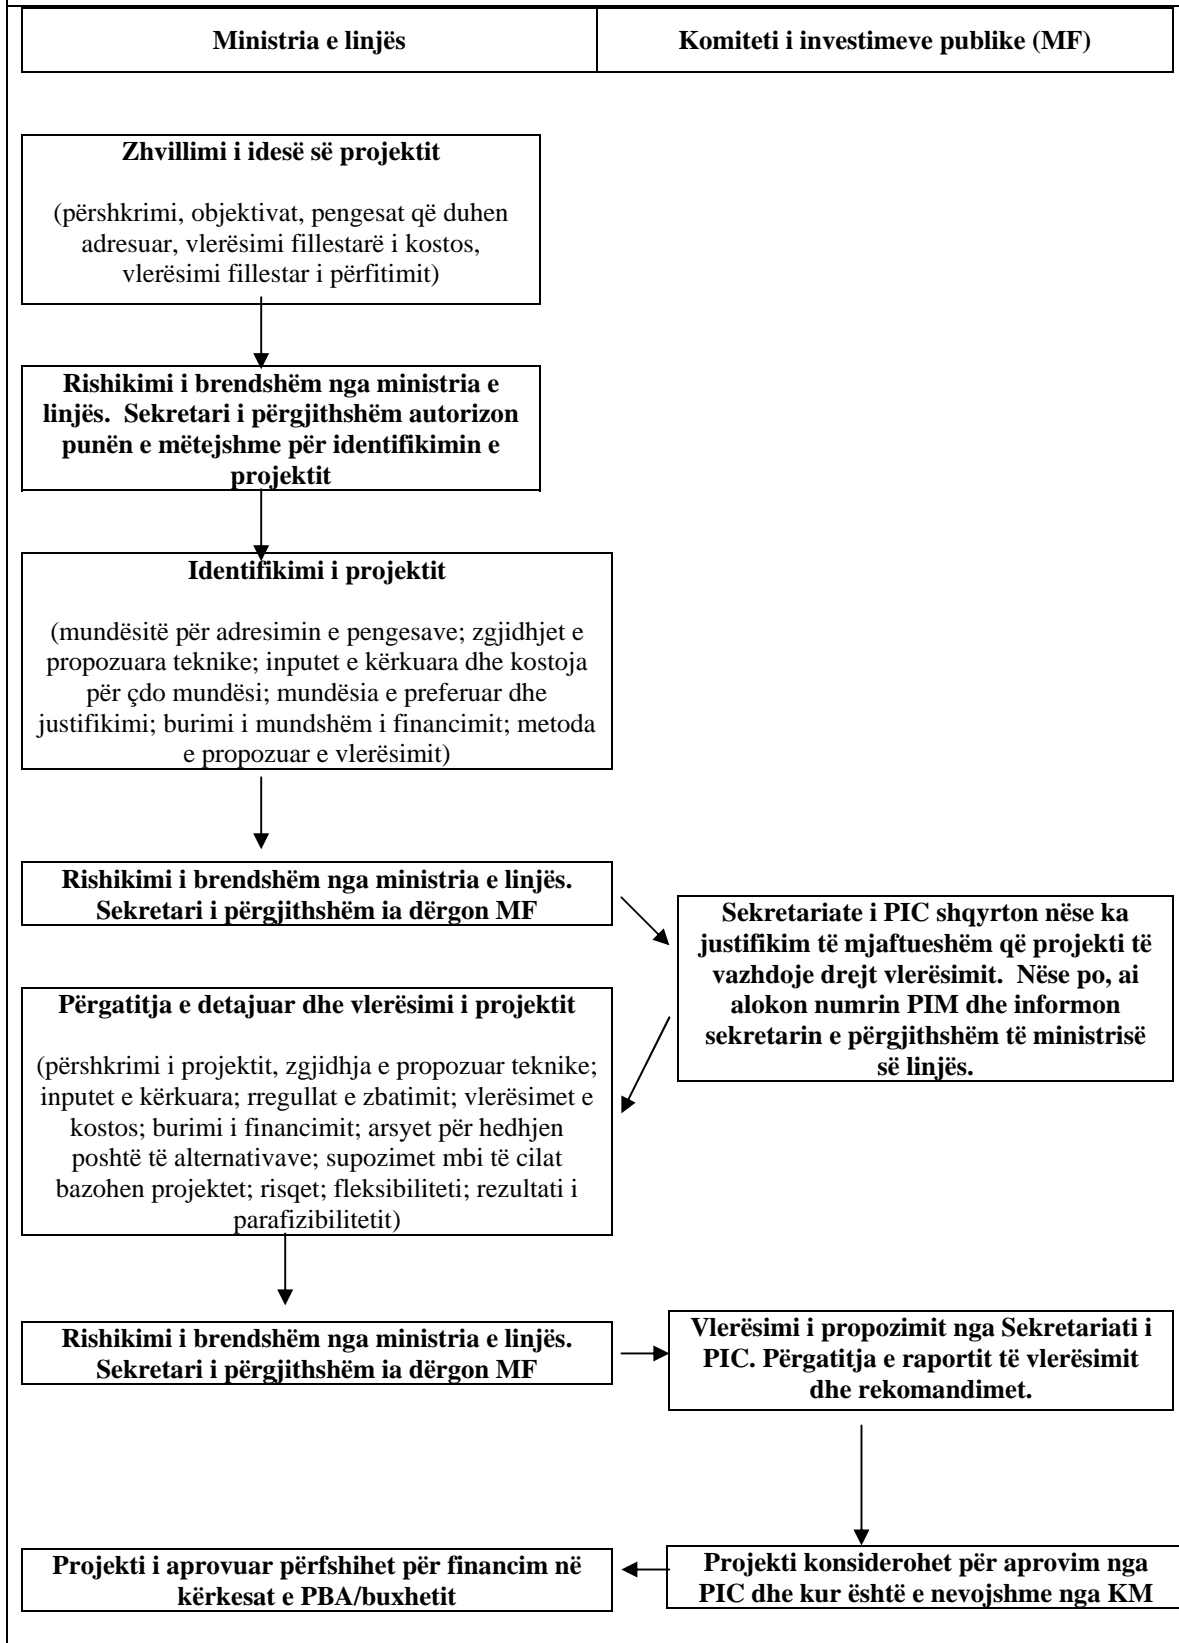 Ministria e linjës
Komiteti i investimeve publike (MF)
Zhvillimi i idesë së projektit
(përshkrimi, objektivat, pengesat që duhen
adresuar, vlerësimi fillestarë i kostos,
vlerësimi fillestar i përfitimit)
Rishikimi i brendshëm nga ministria e
linjës. Sekretari i përgjithshëm autorizon
punën e mëtejshme për identifikimin e
projektit
Identifikimi i projektit
(mundësitë për adresimin e pengesave; zgjidhjet e
propozuara teknike; inputet e kërkuara dhe kostoja
për çdo mundësi; mundësia e preferuar dhe
justifikimi; burimi i mundshëm i financimit; metoda
e propozuar e vlerësimit)
Rishikimi i brendshëm nga ministria e linjës.
Sekretari i përgjithshëm ia dërgon MF
Sekretariate i PIC shqyrton nëse ka
justifikim të mjaftueshëm që projekti të
vazhdoje drejt vlerësimit. Nëse po, ai
alokon numrin PIM dhe informon
sekretarin e përgjithshëm të ministrisë
së linjës.
Përgatitja e detajuar dhe vlerësimi i projektit
(përshkrimi i projektit, zgjidhja e propozuar teknike;
inputet e kërkuara; rregullat e zbatimit; vlerësimet e
kostos; burimi i financimit; arsyet për hedhjen
poshtë të alternativave; supozimet mbi të cilat
bazohen projektet; risqet; fleksibiliteti; rezultati i
parafizibilitetit)
Rishikimi i brendshëm nga ministria e linjës.
Sekretari i përgjithshëm ia dërgon MF
Vlerësimi i propozimit nga Sekretariati i
PIC. Përgatitja e raportit të vlerësimit
dhe rekomandimet.
Projekti i aprovuar përfshihet për financim në
kërkesat e PBA/buxhetit
Projekti konsiderohet për aprovim nga
PIC dhe kur është e nevojshme nga KM